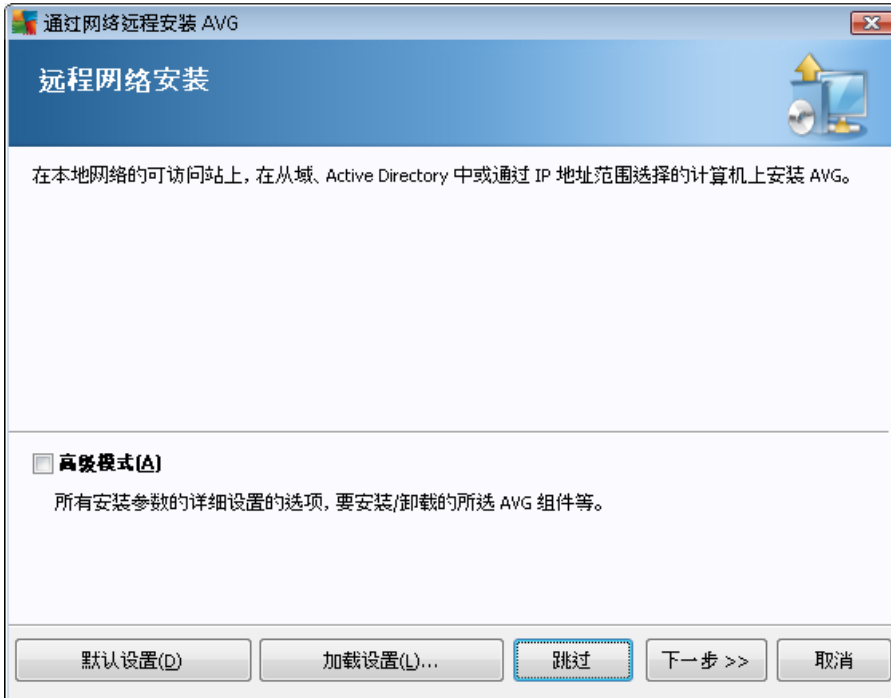 通过网络远程安装 AVG
远程网络安装
在本地网络的可访问站上，在从域、Active Directory 中或通过 IP 地址范围选择的计算机上安装 AVG。
高级模式(A)
所有安装参数的详细设置的选项，要安装/卸载的所选 AVG 组件等。
默认设置(D)
加载设置(L)...
跳过
下一步 >>
取消